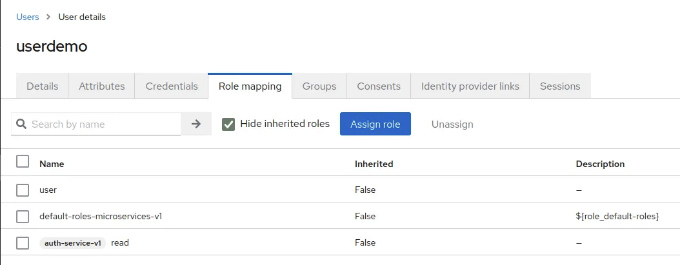 Users > User details
userdemo
Details Attributes Credentials Role mapping Groups Consents Identity provider links Sessions
Search by name Hide inherited roles Assign role Unassign
Name Inherited Description
user False –
default-roles-microservices-v1 False ${role_default-roles}
auth-service-v1 read False –